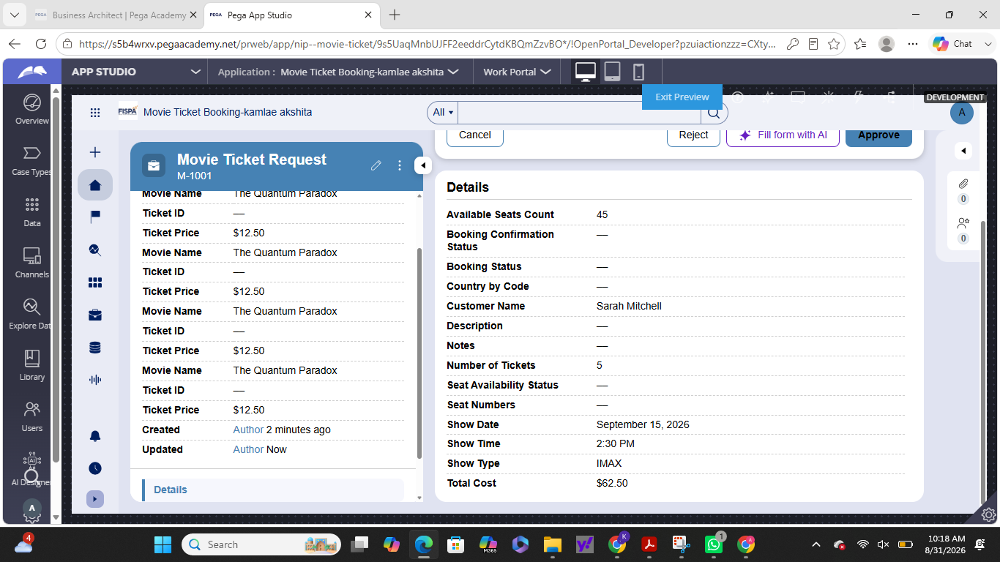 PEGA Business Architect | Pega Academy
PEGA Pega App Studio
https://s5b4wrxv.pegaacademy.net/prweb/app/nip--movie-ticket/9s5UaqMnbUJFF2eeddrCytdKBQmZzvBO*/!OpenPortal_Developer?pzuiactionzzz=CXty...
Chat
APP STUDIO
Application : Movie Ticket Booking-kamlae akshita
Work Portal
Exit Preview
DEVELOPMENT
Overview
Case Types
Data
Channels
Explore Dat
Library
Users
AI Designer
A
FISPA Movie Ticket Booking-kamlae akshita
All
A
Movie Ticket Request
M-1001
Movie Name The Quantum Paradox
Ticket ID —
Ticket Price $12.50
Movie Name The Quantum Paradox
Ticket ID —
Ticket Price $12.50
Movie Name The Quantum Paradox
Ticket ID —
Ticket Price $12.50
Movie Name The Quantum Paradox
Ticket ID —
Ticket Price $12.50
Created Author 2 minutes ago
Updated Author Now
Details
Cancel
Reject
Fill form with AI
Approve
Details
Available Seats Count 45
Booking Confirmation
Status —
Booking Status —
Country by Code —
Customer Name Sarah Mitchell
Description —
Notes —
Number of Tickets 5
Seat Availability Status —
Seat Numbers —
Show Date September 15, 2026
Show Time 2:30 PM
Show Type IMAX
Total Cost $62.50
0
0
4
Search
M365
K
A
1
10:18 AM
8/31/2026